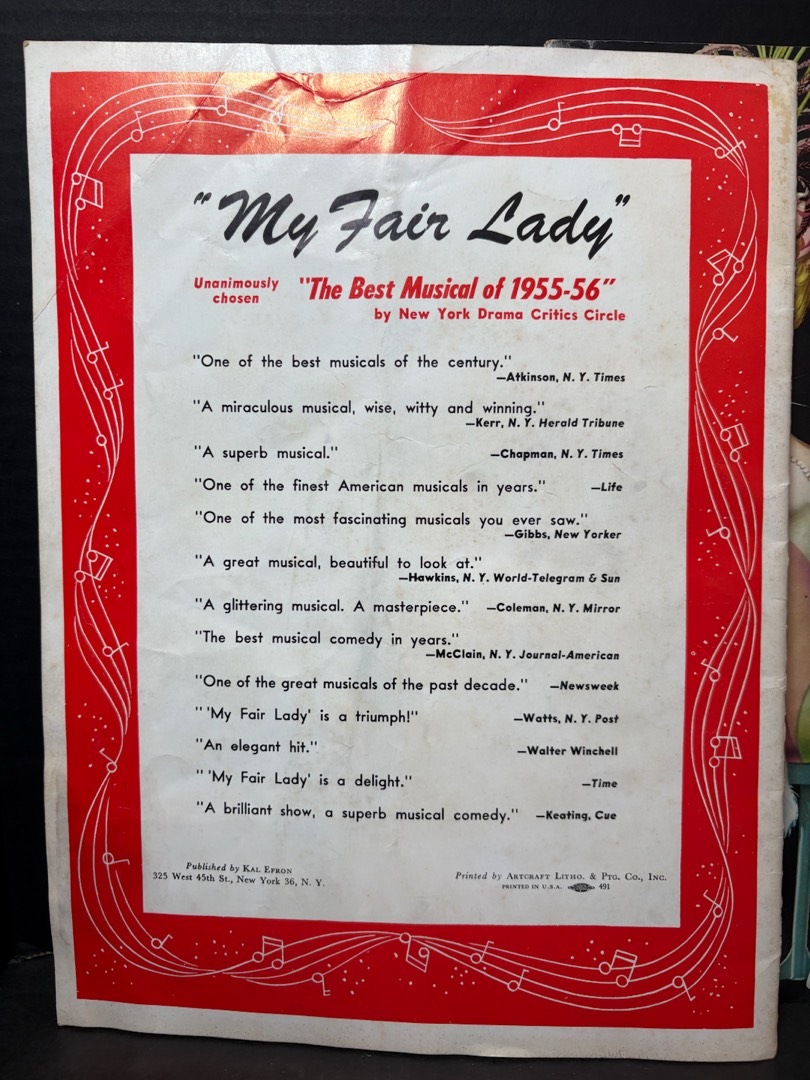 "My Fair Lady"
Unanimously chosen "The Best Musical of 1955-56"
by New York Drama Critics Circle
"One of the best musicals of the century."
—Atkinson, N. Y. Times
"A miraculous musical, wise, witty and winning."
—Kerr, N. Y. Herald Tribune
"A superb musical." —Chapman, N. Y. Times
"One of the finest American musicals in years." —Life
"One of the most fascinating musicals you ever saw."
—Gibbs, New Yorker
"A great musical, beautiful to look at."
—Hawkins, N. Y. World-Telegram & Sun
"A glittering musical. A masterpiece." —Coleman, N. Y. Mirror
"The best musical comedy in years."
—McClain, N. Y. Journal-American
"One of the great musicals of the past decade." —Newsweek
"'My Fair Lady' is a triumph!" —Watts, N. Y. Post
"An elegant hit." —Walter Winchell
"'My Fair Lady' is a delight." —Time
"A brilliant show, a superb musical comedy." —Keating, Cue
Published by KAL EFRON
325 West 45th St., New York 36, N. Y.
Printed by ARTCRAFT LITHO. & PTG. CO., INC.
PRINTED IN U.S.A. 491